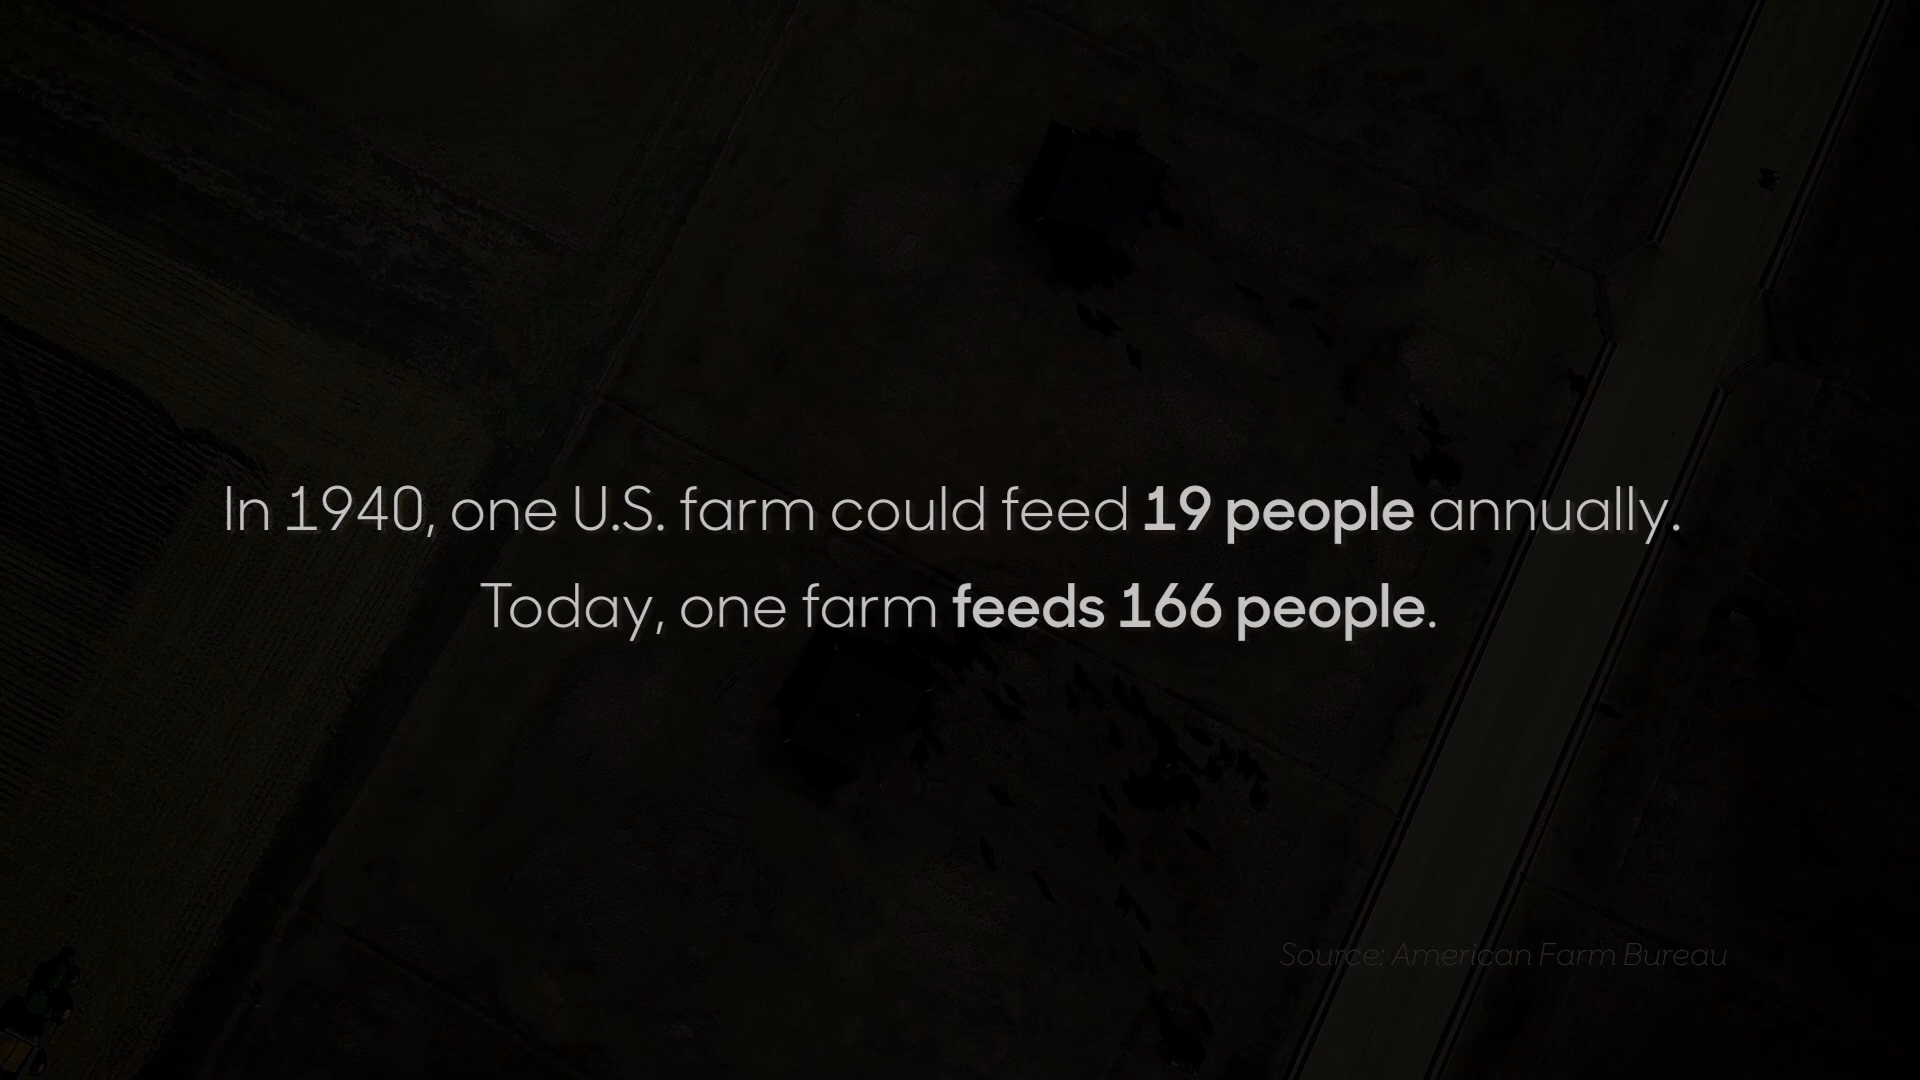 In 1940, one U.S. farm could feed 19 people annually.
Today, one farm feeds 166 people.
Source: American Farm Bureau